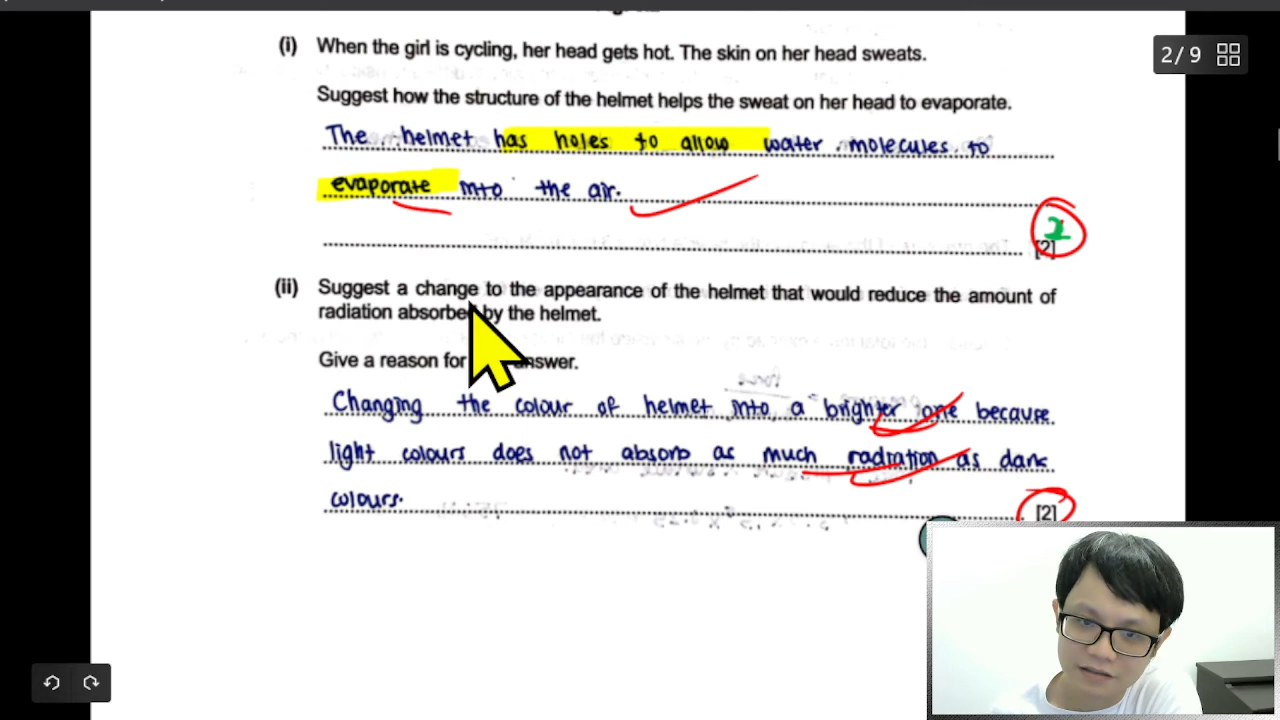 2/9
(i) When the girl is cycling, her head gets hot. The skin on her head sweats.
Suggest how the structure of the helmet helps the sweat on her head to evaporate.
The helmet has holes to allow water molecules to
evaporate into the air.
2
[2]
(ii) Suggest a change to the appearance of the helmet that would reduce the amount of
radiation absorbed by the helmet.
Give a reason for answer.
Changing the colour of helmet into a brighter one because
light colours does not absorb as much radiation as dark
colours.
[2]